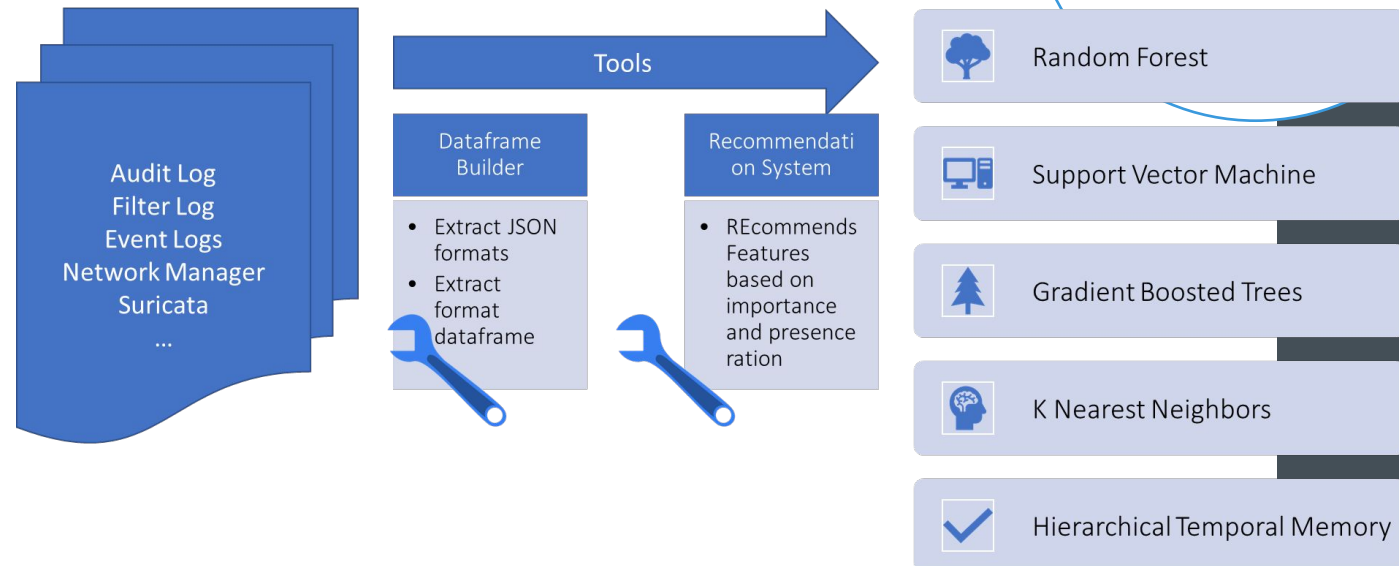 Audit Log
Filter Log
Event Logs
Network Manager
Suricata
...
Tools
Dataframe
Builder
• Extract JSON
formats
• Extract
format
dataframe
Recommendati
on System
• REcommends
Features
based on
importance
and presence
ration
Random Forest
Support Vector Machine
Gradient Boosted Trees
K Nearest Neighbors
Hierarchical Temporal Memory